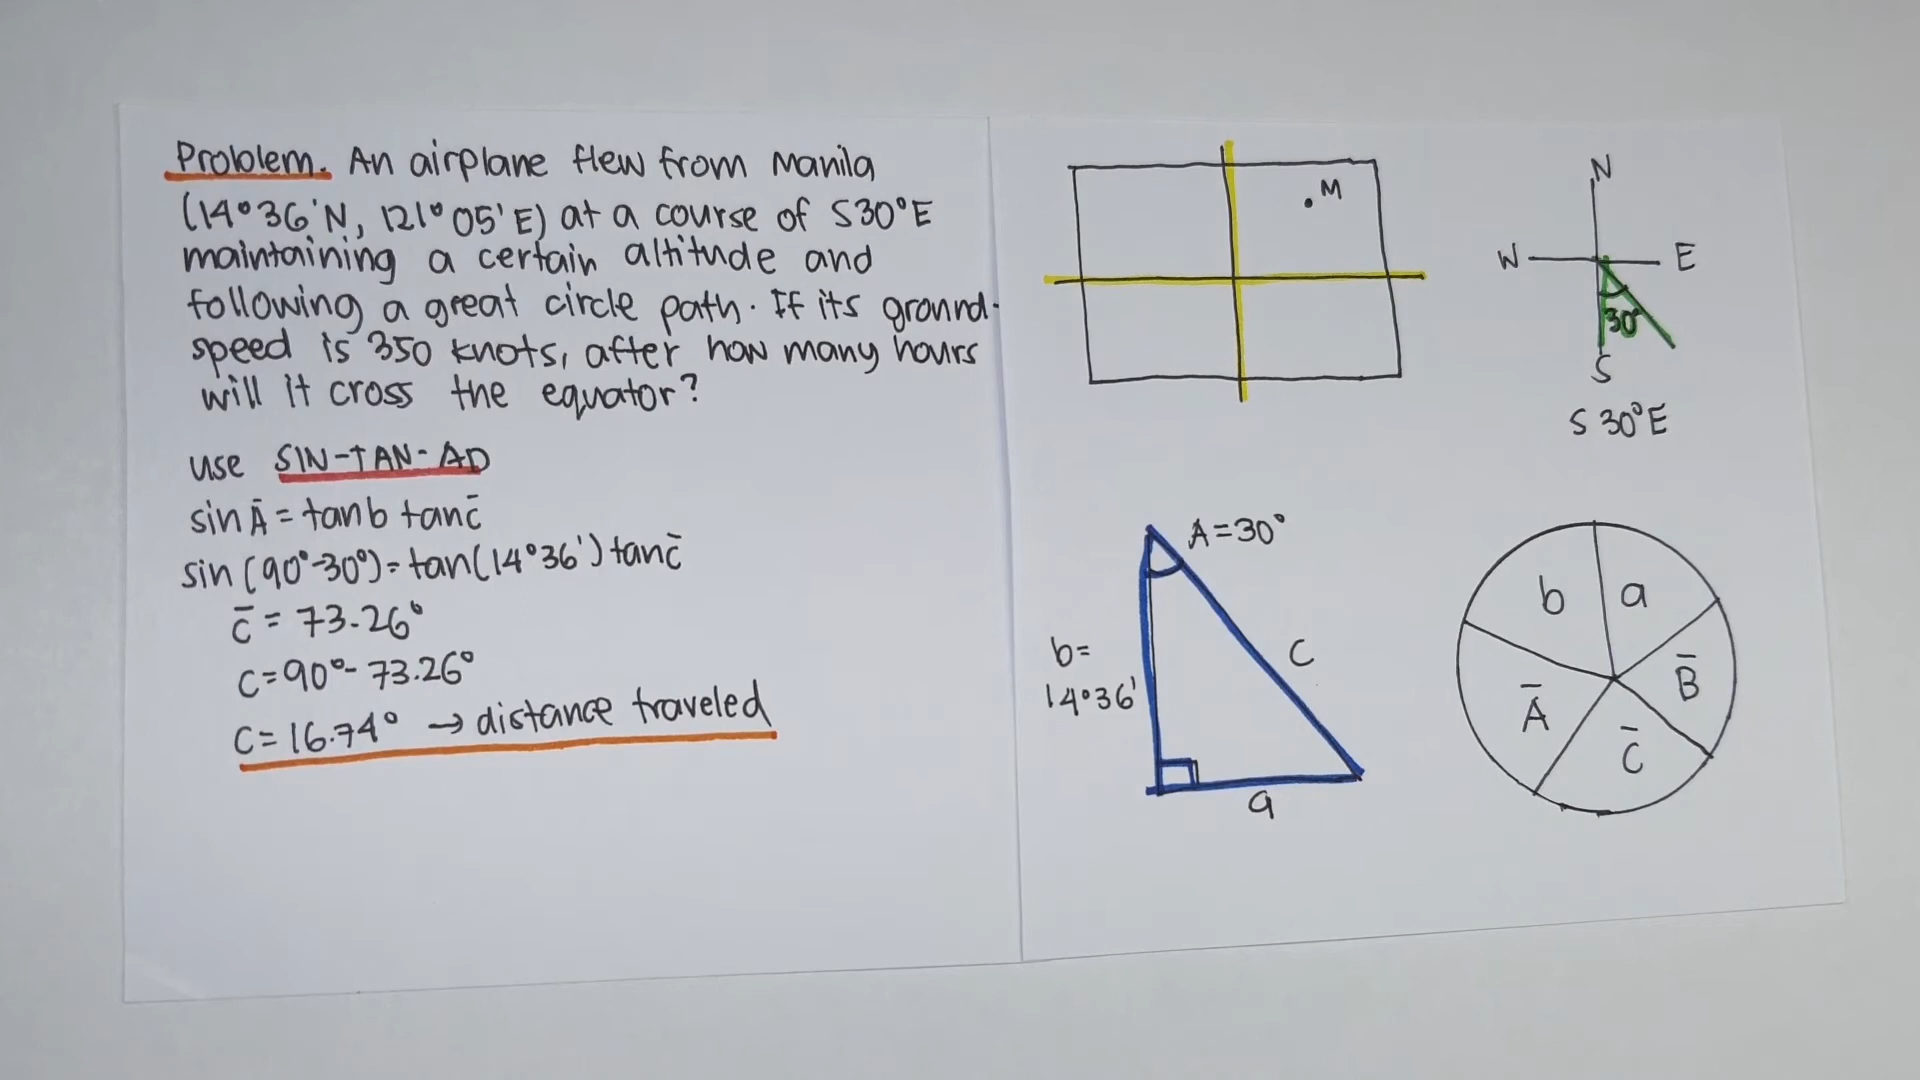 Problem. An airplane flew from Manila
(14°36'N, 121°05'E) at a course of S30°E
maintaining a certain altitude and
following a great circle path. If its ground-
speed is 350 knots, after how many hours
will it cross the equator?
use SIN-TAN-AD
sin Ā = tan b tan c̄
sin (90°-30°) = tan(14°36') tan c̄
c̄ = 73.26°
c = 90° - 73.26°
c = 16.74° → distance traveled
M
N
W E
30°
S
S 30°E
A = 30°
b =
14°36'
c
a
b a
Ā B̄
C̄